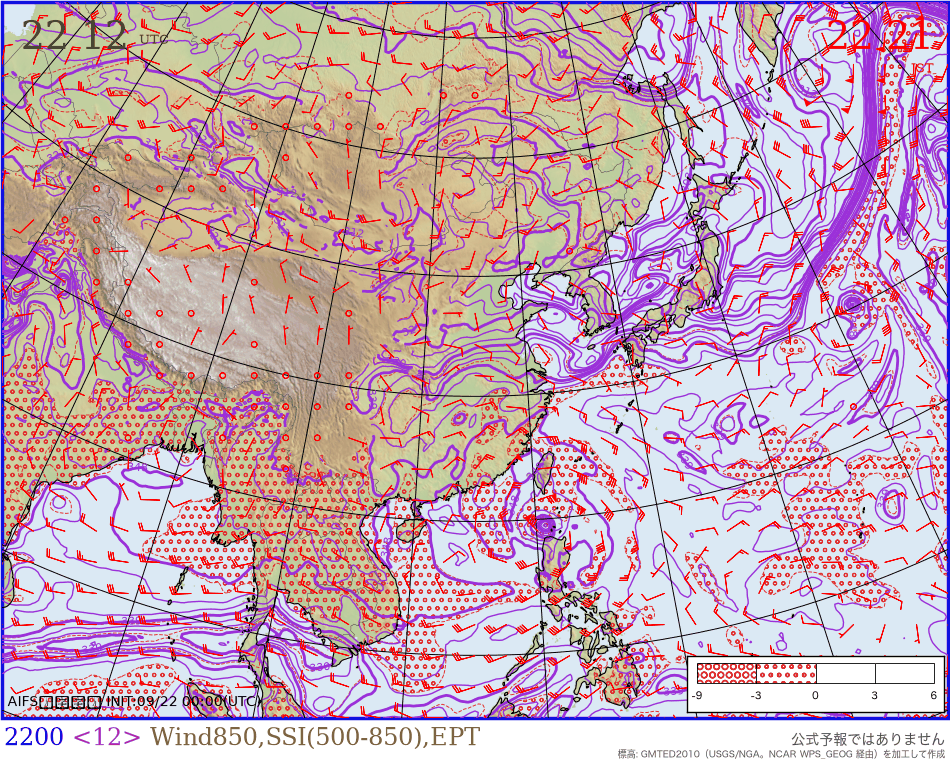 22 12 UTC
22 21 JST
-9 -3 0 3 6
AIFS INIT:09/22 00:00(UTC)
2200 <12> Wind850,SSI(500-850),EPT
公式予報ではありません
標高: GMTED2010（USGS/NGA。NCAR WPS_GEOG 経由）を加工して作成